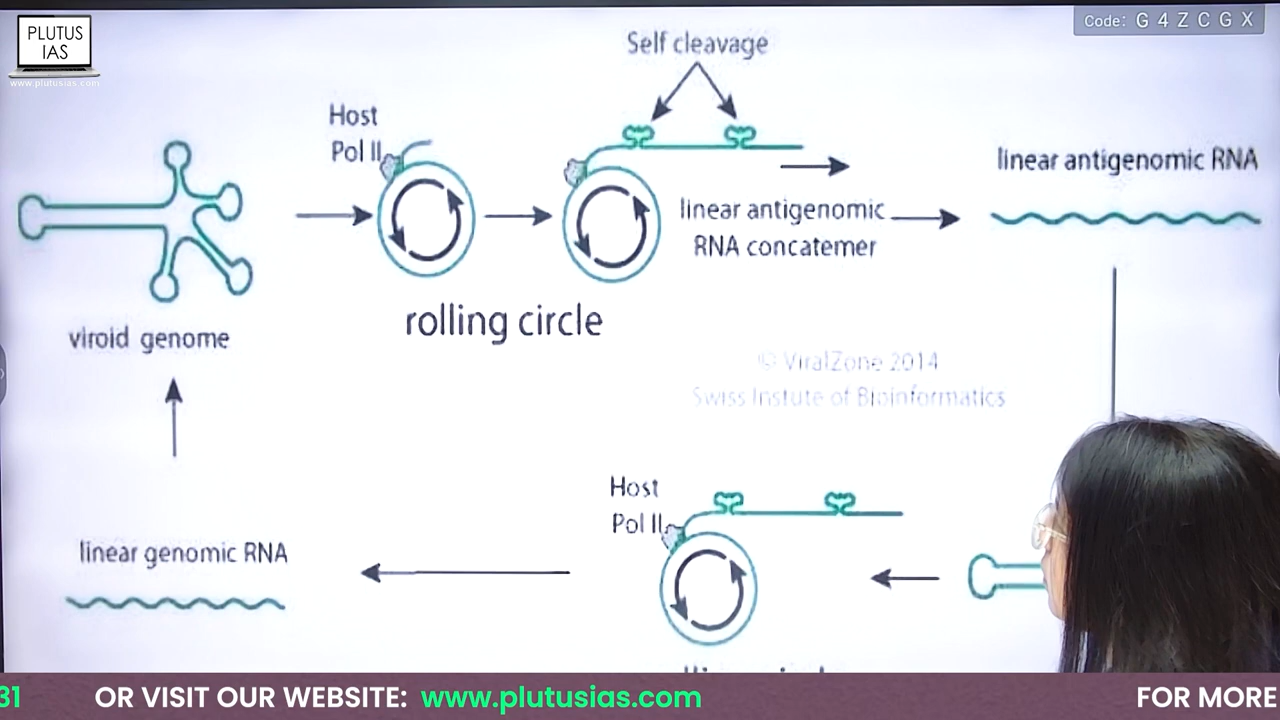 PLUTUS
IAS
www.plutusias.com
Code: G 4 Z C G X
Self cleavage
Host
Pol II
linear antigenomic RNA
linear antigenomic
RNA concatemer
rolling circle
viroid genome
© ViralZone 2014
Swiss Instute of Bioinformatics
Host
Pol II
linear genomic RNA
31
OR VISIT OUR WEBSITE: www.plutusias.com
FOR MORE